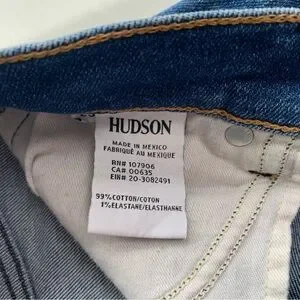 HUDSON
MADE IN MEXICO
FABRIQUÉ AU MEXIQUE
BN# 107906
CA# 00635
EIN# 20-3082491
99% COTTON/COTON
1% ELASTANE/ELASTHANNE